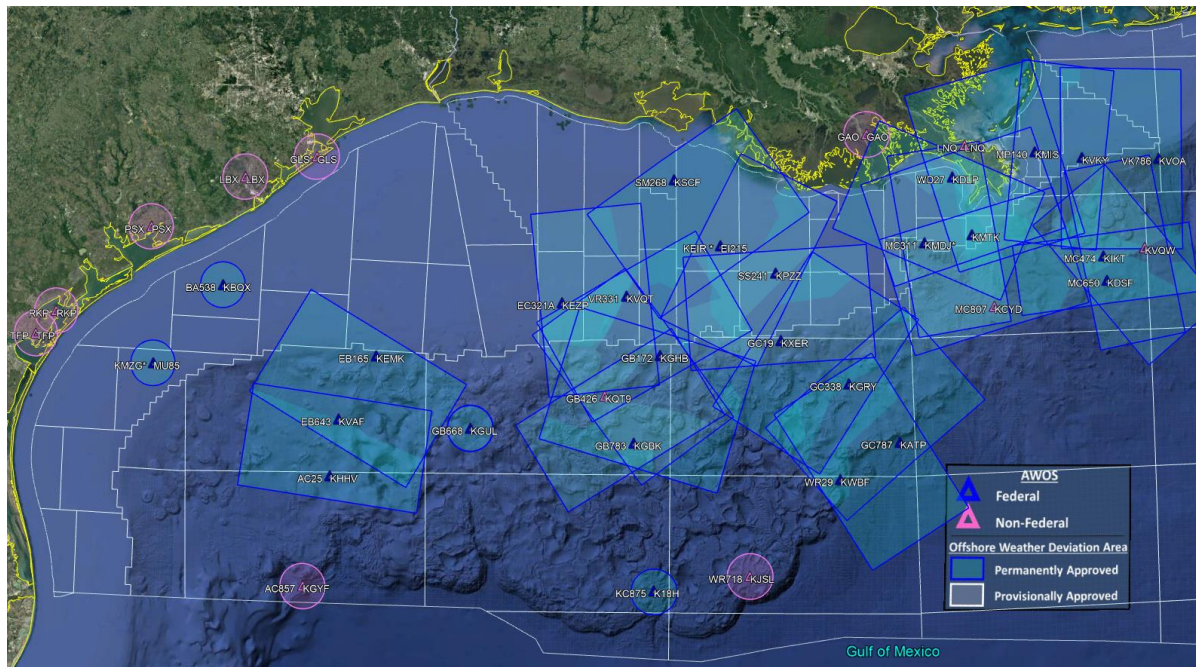 GAO GAO
LNQ LNQ
MP140 KMIS
KVKY
VK786 KVOA
GLS* GLS
LBX LBX
SM268 KSCF
WD27 KDLP
PSX PSX
KEIR * EI215
MC311 KMDJ*
KMTK
KVQW
MC474 KIKT
BA538 KBQX
SS241 KPZZ
MC650 KDSF
EC321A KEZP
VR331 KVQT
MC807 KCYD
RKP RKP
TFP TFP
GC19 KXER
KMZG* MU85
EB165 KEMK
GB172 KGHB
GC338 KGRY
GB426 KQT9
EB643 KVAF
GB668 KGUL
GB783 KGBK
GC787 KATP
AC25 KHHV
WR29 KWBF
AWOS
Federal
Non-Federal
Offshore Weather Deviation Area
Permanently Approved
Provisionally Approved
WR718 KJSL
AC857 KGYF
KC875 K18H
Gulf of Mexico